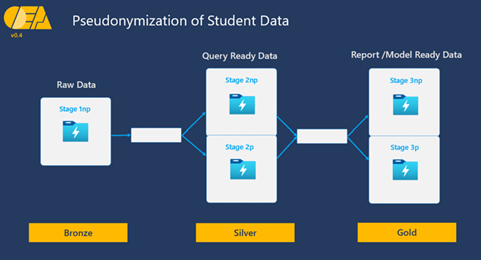 OEA
v0.4
Pseudonymization of Student Data
Raw Data
Query Ready Data
Report /Model Ready Data
Stage 1np
Stage 2np
Stage 2p
Stage 3np
Stage 3p
Bronze
Silver
Gold